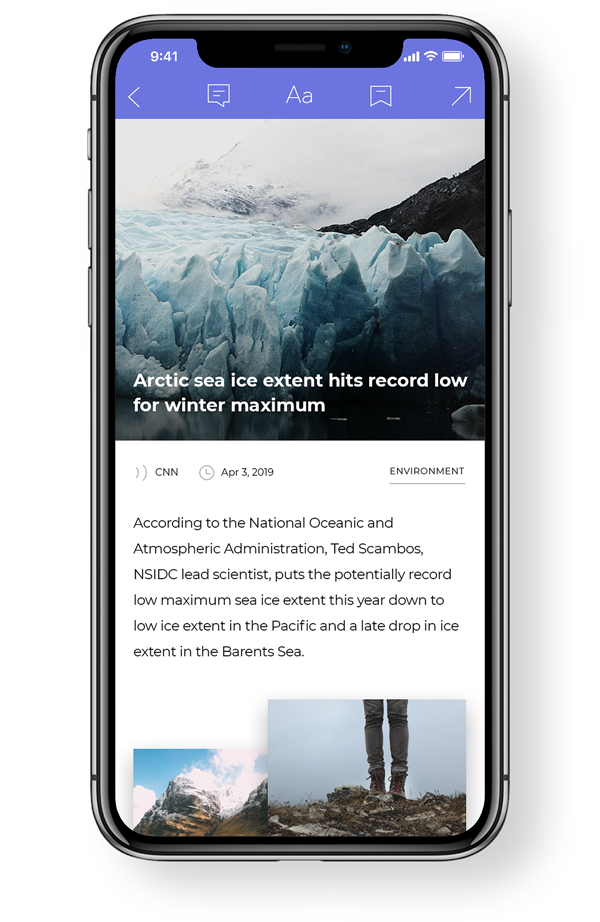 9:41
Aa
Arctic sea ice extent hits record low
for winter maximum
CNN
Apr 3, 2019
ENVIRONMENT
According to the National Oceanic and
Atmospheric Administration, Ted Scambos,
NSIDC lead scientist, puts the potentially record
low maximum sea ice extent this year down to
low ice extent in the Pacific and a late drop in ice
extent in the Barents Sea.